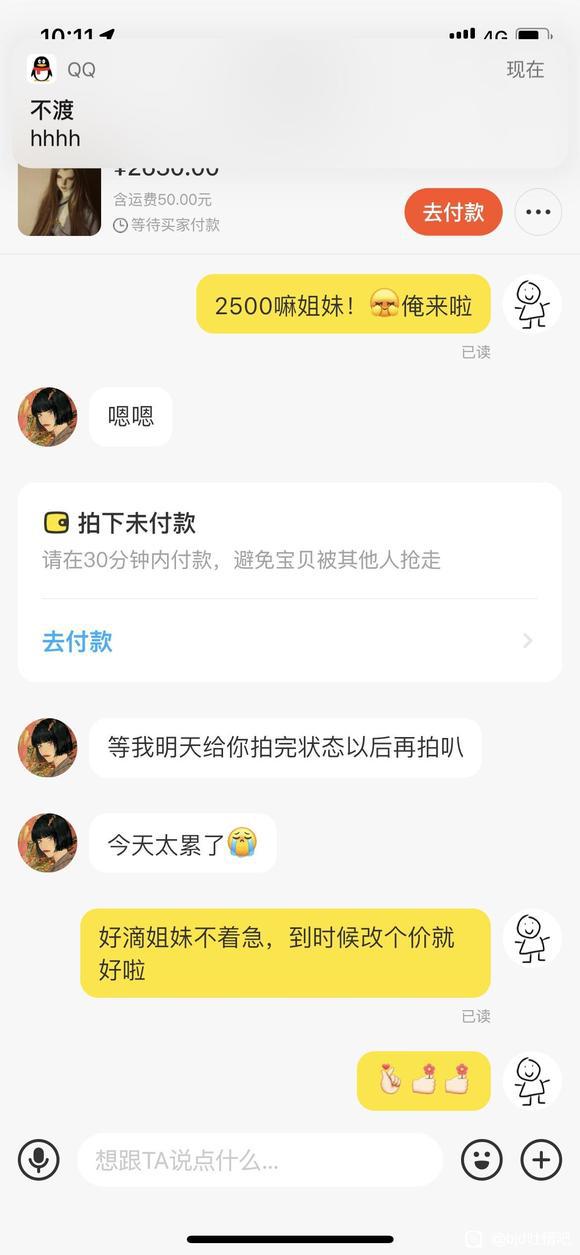 10:11
4G
QQ
现在
不渡
hhhh
¥2650.00
含运费50.00元
等待买家付款
去付款
2500嘛姐妹！俺来啦
已读
嗯嗯
拍下未付款
请在30分钟内付款，避免宝贝被其他人抢走
去付款
等我明天给你拍完状态以后再拍叭
今天太累了
好滴姐妹不着急，到时候改个价就
好啦
已读
想跟TA说点什么...
@bjd吐槽吧